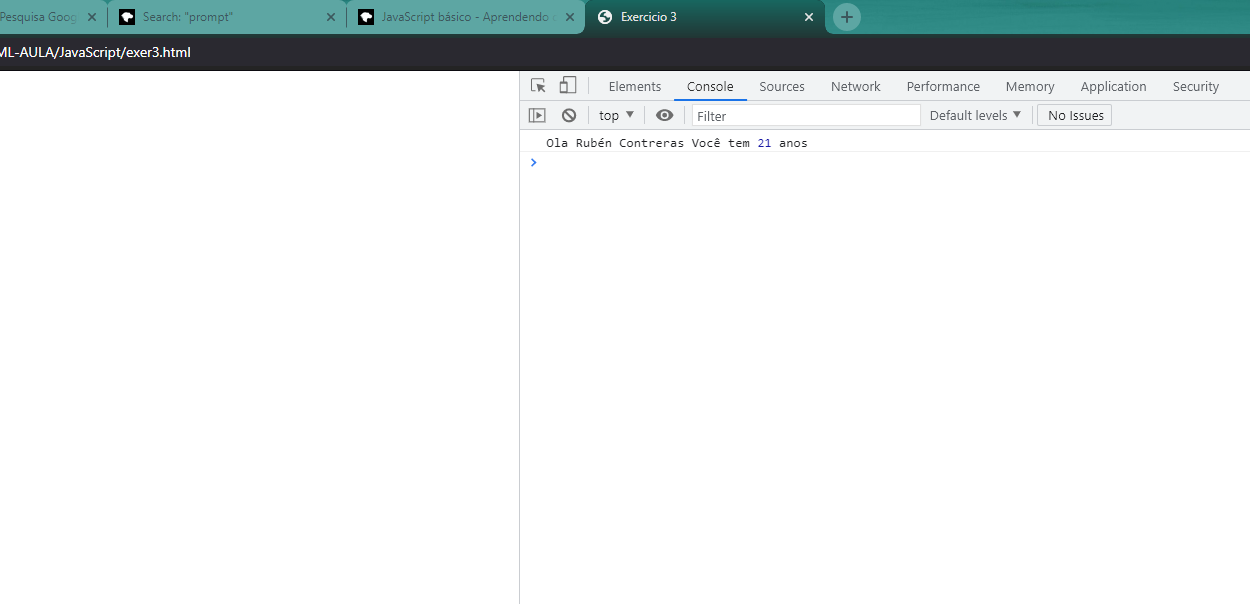 Pesquisa Goog
Search: "prompt"
JavaScript básico - Aprendendo
Exercicio 3
ML-AULA/JavaScript/exer3.html
Elements Console Sources Network Performance Memory Application Security
top Filter Default levels No Issues
Ola Rubén Contreras Você tem 21 anos